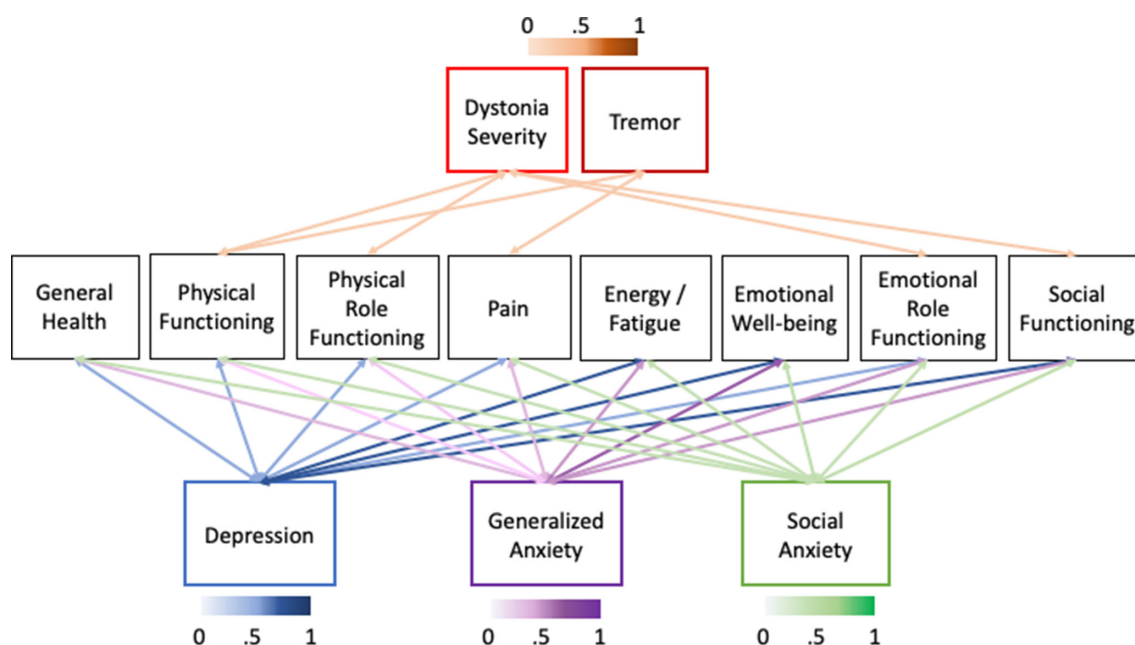 0 .5 1
Dystonia
Severity
Tremor
General
Health
Physical
Functioning
Physical
Role
Functioning
Pain
Energy /
Fatigue
Emotional
Well-being
Emotional
Role
Functioning
Social
Functioning
Depression
Generalized
Anxiety
Social
Anxiety
0 .5 1
0 .5 1
0 .5 1